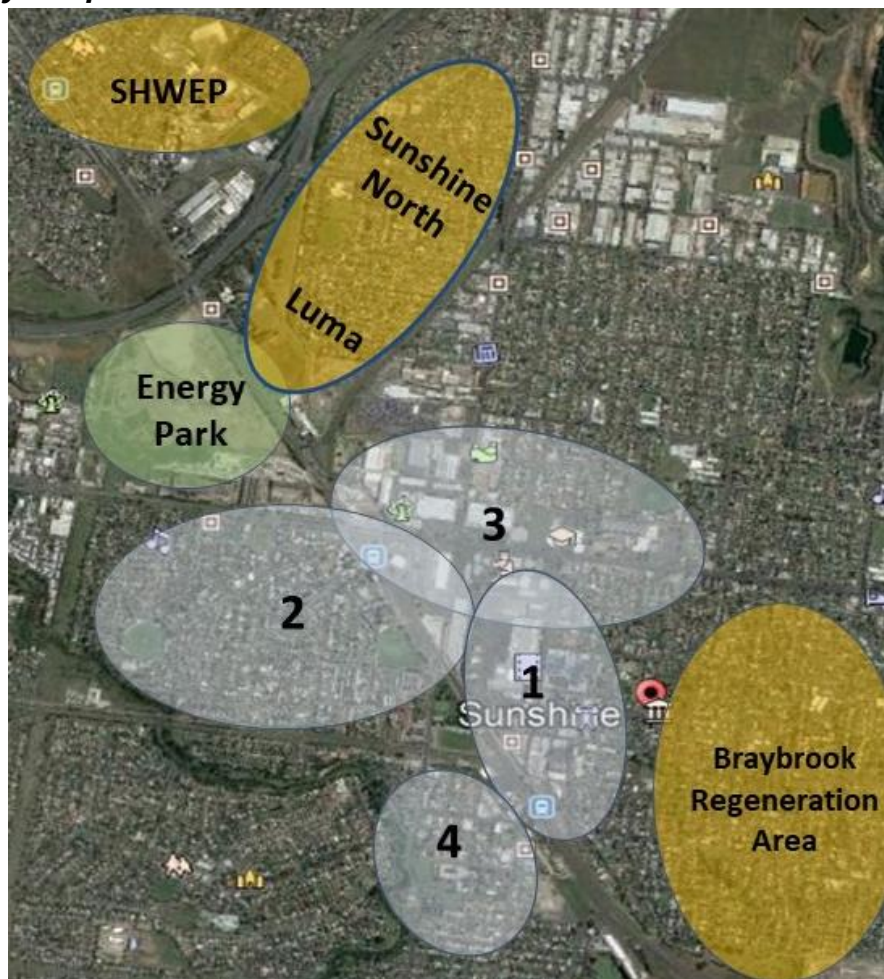 SHWEP
Sunshine
North
Luma
Energy
Park
3
2
1
Sunshine
Braybrook
Regeneration
Area
4